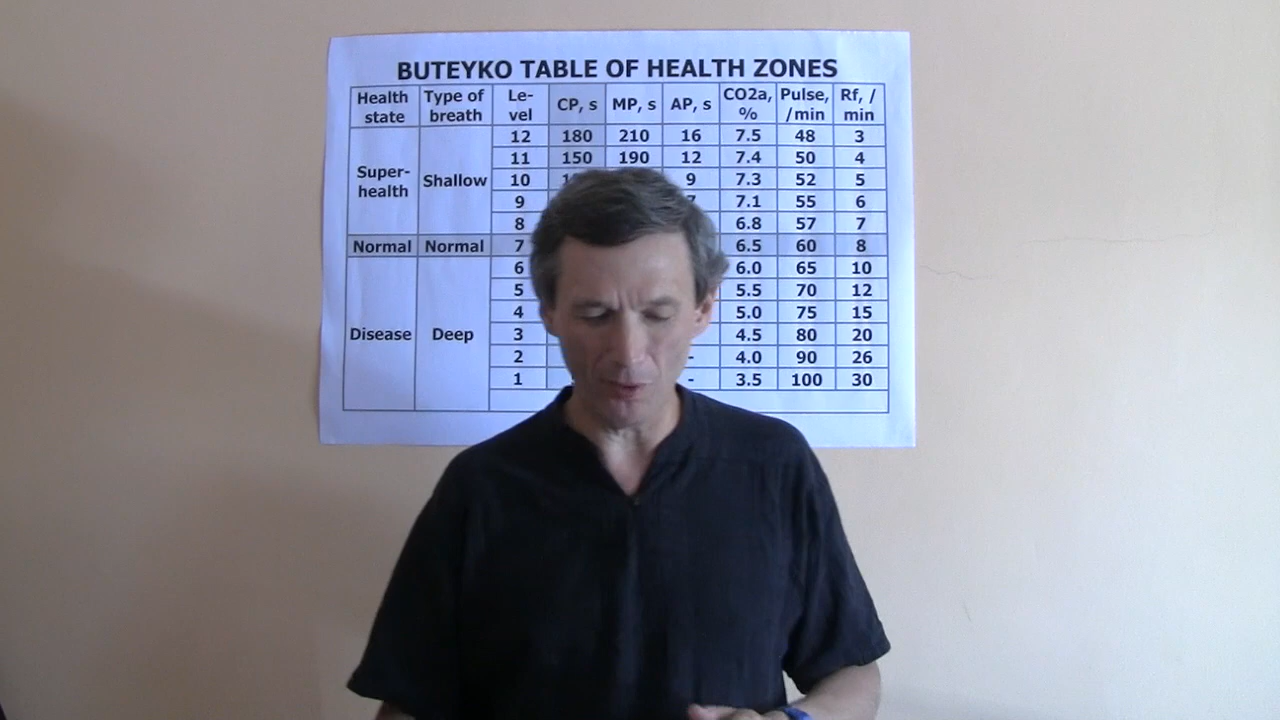 BUTEYKO TABLE OF HEALTH ZONES
Health state Type of breath Le-vel CP, s MP, s AP, s CO2a, % Pulse, /min Rf, / min
12 180 210 16 7.5 48 3
11 150 190 12 7.4 50 4
Super-health Shallow 10 9 7.3 52 5
9 7.1 55 6
8 6.8 57 7
Normal Normal 7 6.5 60 8
6 6.0 65 10
5 5.5 70 12
4 5.0 75 15
Disease Deep 3 4.5 80 20
2 - 4.0 90 26
1 - 3.5 100 30